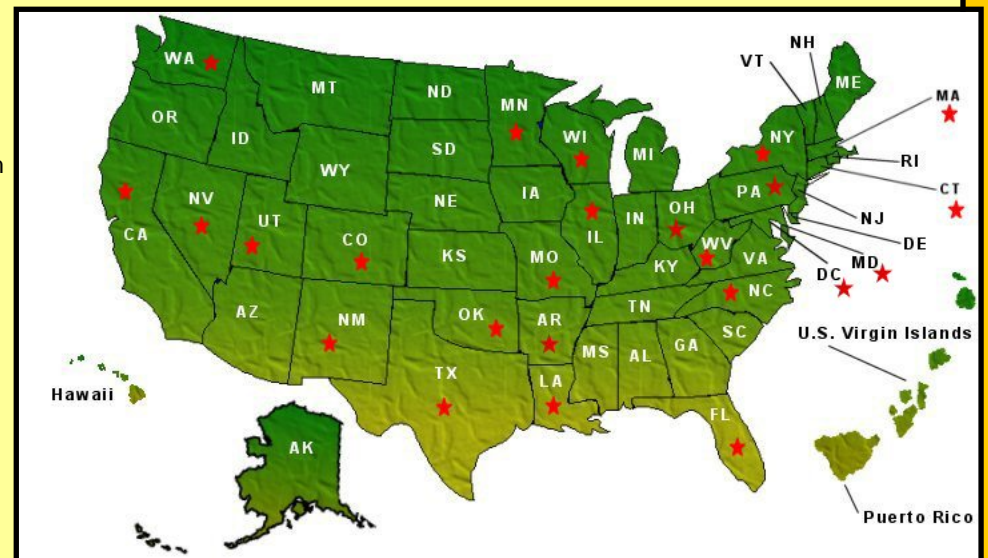 NH
VT
ME
WA
MT
ND
MN
MA
OR
ID
SD
WI
NY
MI
RI
WY
CT
NV
NE
IA
PA
UT
IN
OH
NJ
CA
CO
IL
WV
DE
KS
MO
VA
MD
KY
DC
AZ
NM
OK
AR
TN
NC
SC
U.S. Virgin Islands
MS
AL
GA
TX
LA
Hawaii
FL
AK
Puerto Rico